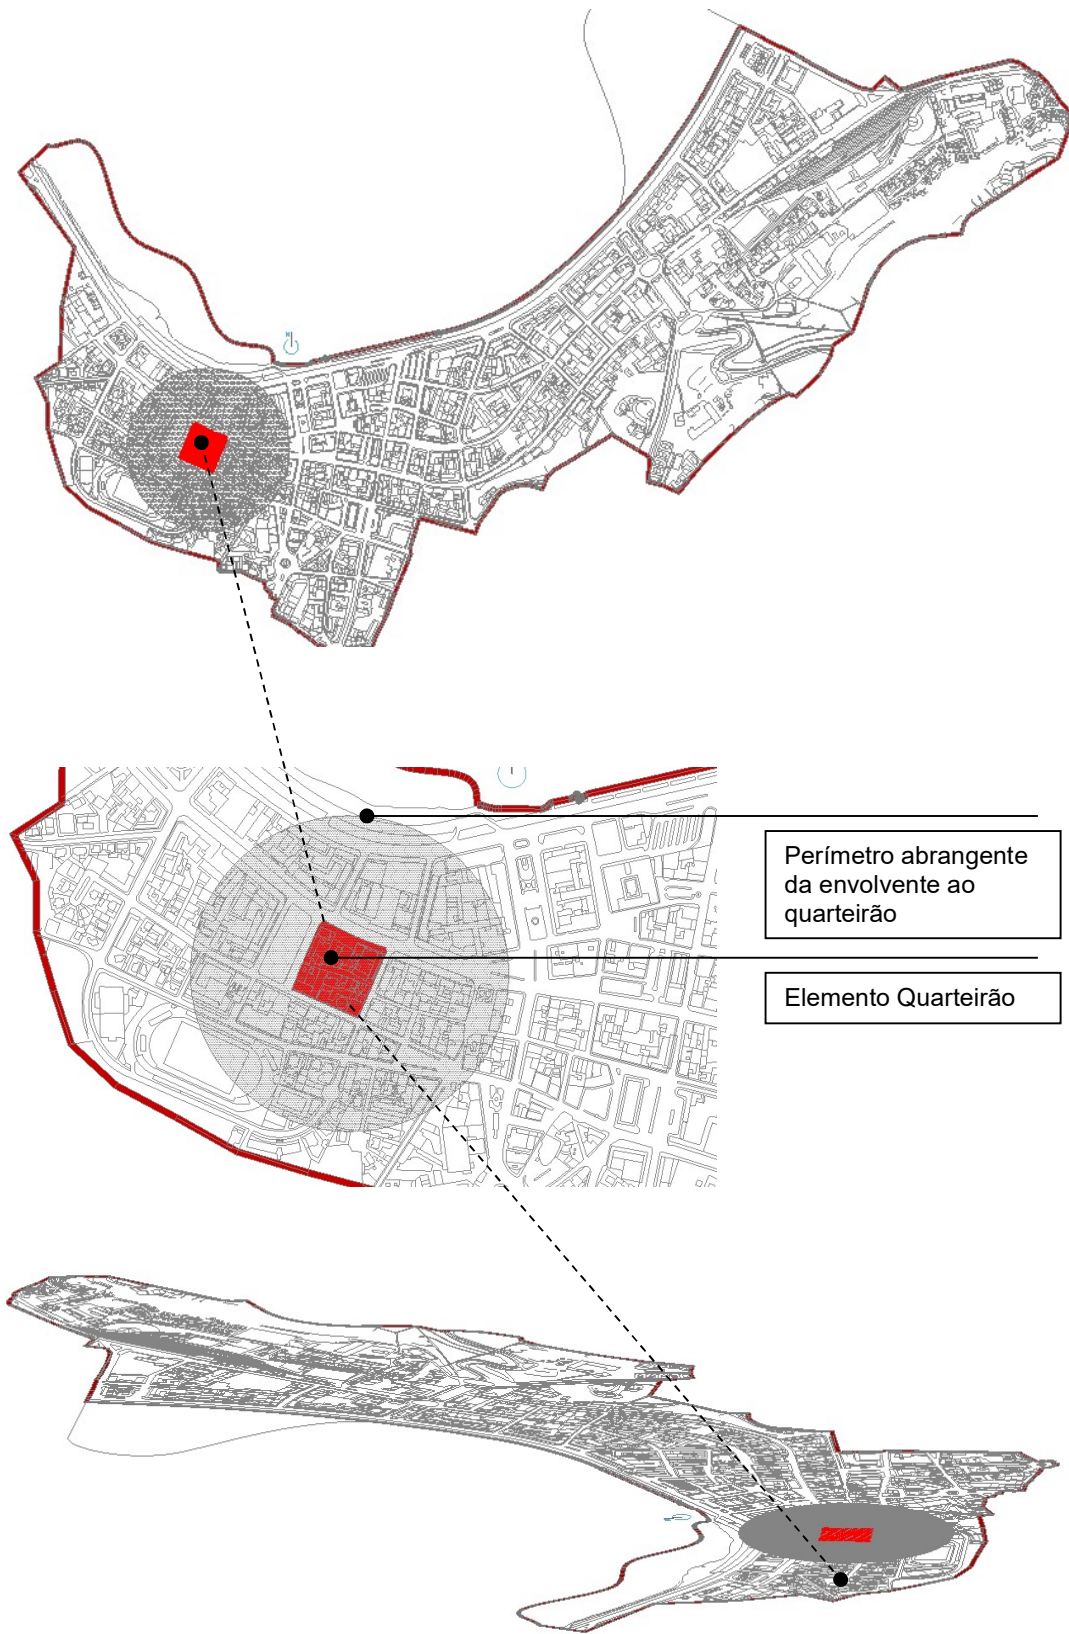 Perímetro abrangente
da envolvente ao
quarteirão
Elemento Quarteirão